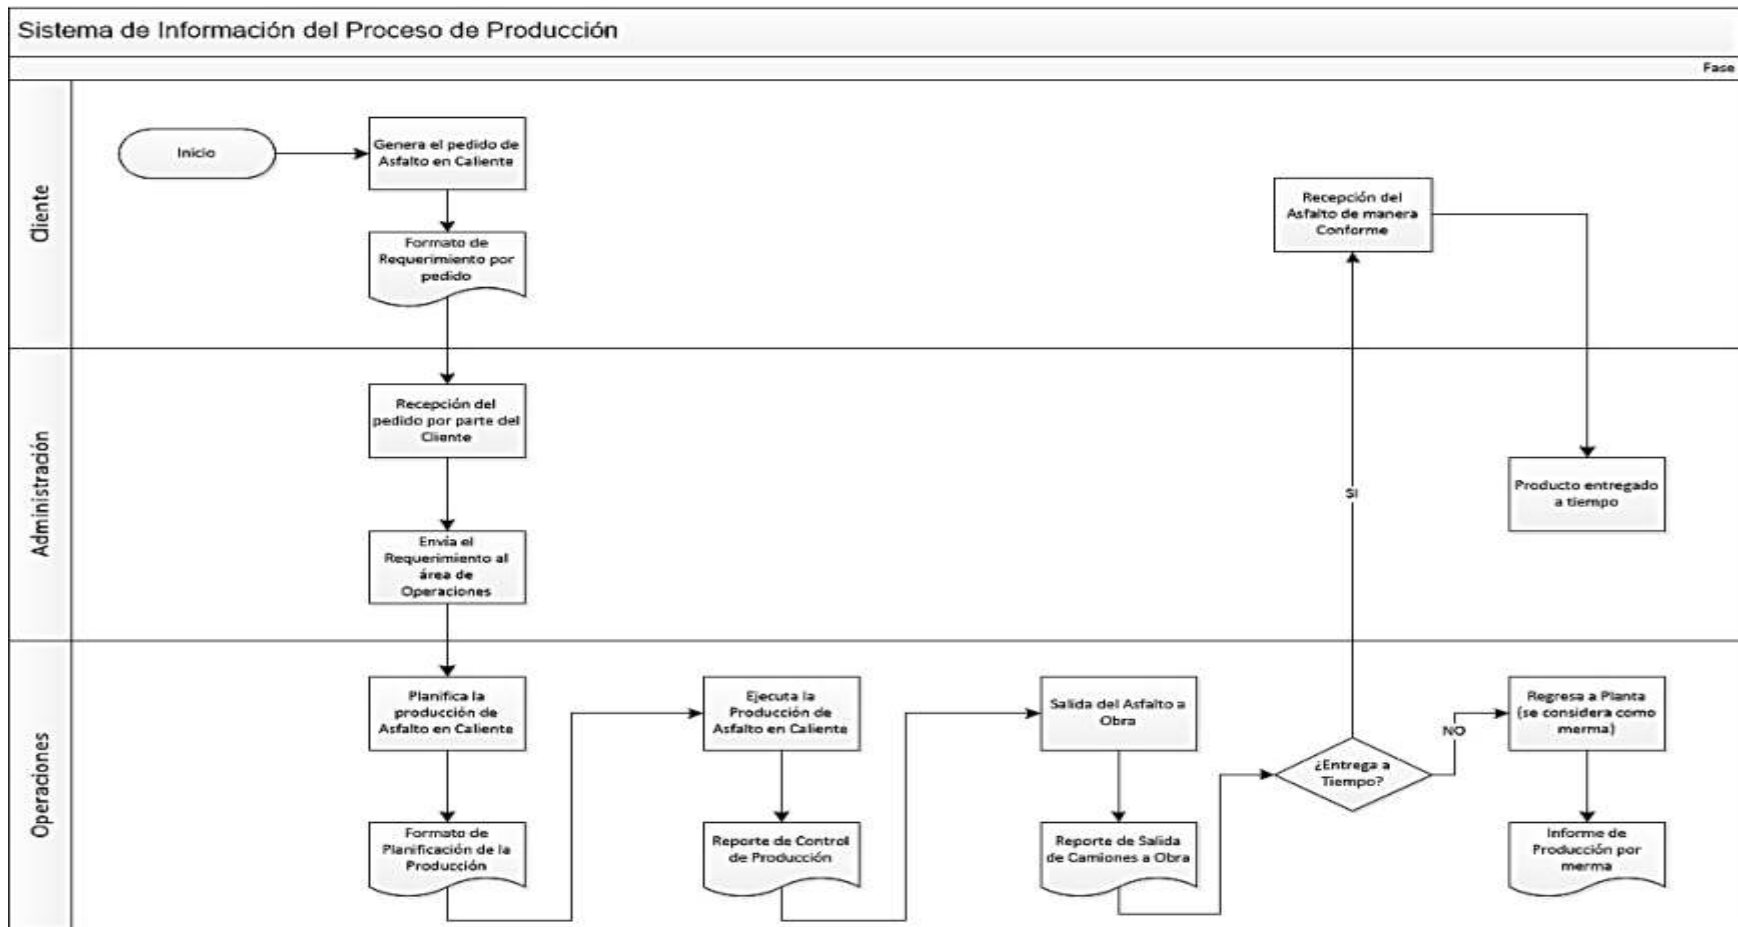 Sistema de Información del Proceso de Producción
Fase
Cliente
Inicio
Genera el pedido de
Asfalto en Caliente
Formato de
Requerimiento por
pedido
Recepción del
Asfalto de manera
Conforme
Administración
Recepción del
pedido por parte del
Cliente
Envía el
Requerimiento al
área de
Operaciones
SI
Producto entregado
a tiempo
Operaciones
Planifica la
producción de
Asfalto en Caliente
Formato de
Planificación de la
Producción
Ejecuta la
Producción de
Asfalto en Caliente
Reporte de Control
de Producción
Salida del Asfalto a
Obra
Reporte de Salida
de Camiones a Obra
¿Entrega a
Tiempo?
NO
Regresa a Planta
(se considera como
merma)
Informe de
Producción por
merma